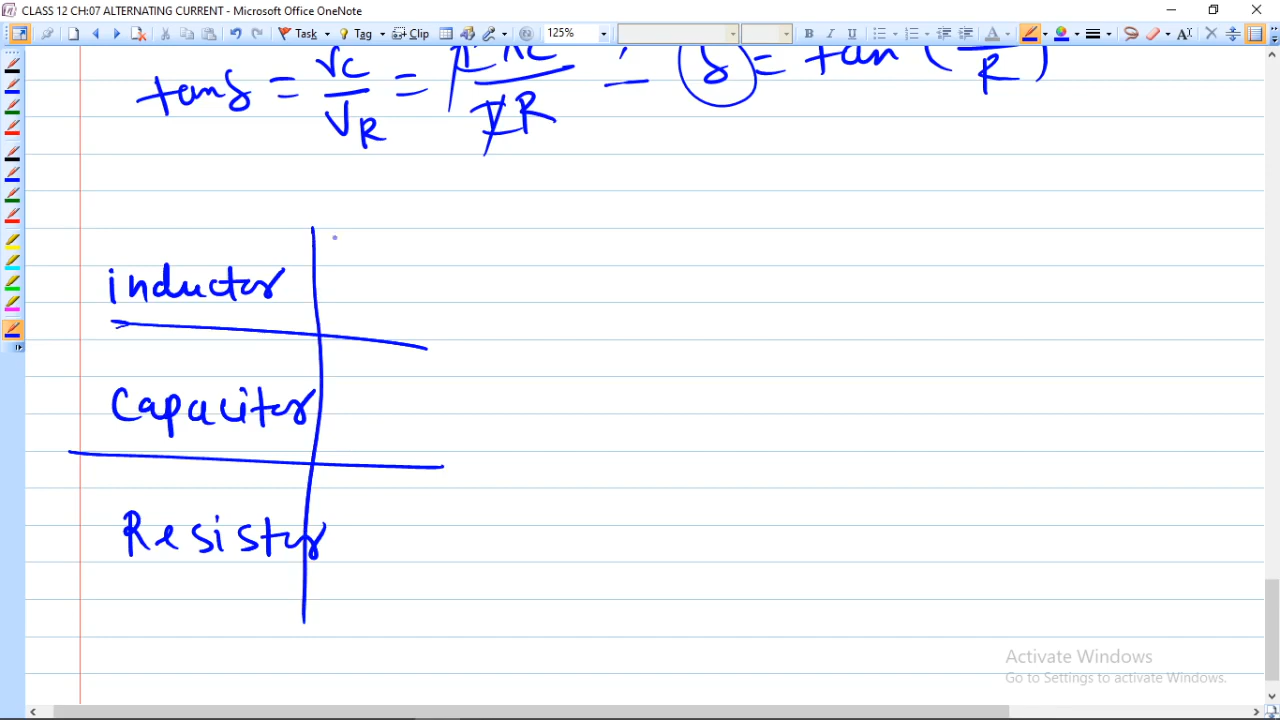 CLASS 12 CH:07 ALTERNATING CURRENT - Microsoft Office OneNote
Task Tag Clip 125% B I U A
tanδ = VC/VR = IXC/IR = δ = tan ( /R )
inductor
Capacitor
Resistor
Activate Windows
Go to Settings to activate Windows.